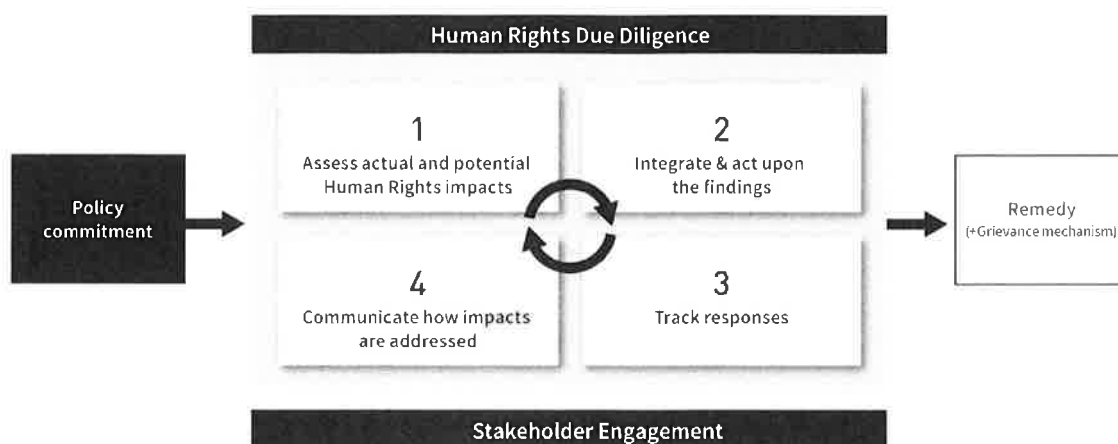 Human Rights Due Diligence
Policy
commitment
1
Assess actual and potential
Human Rights impacts
2
Integrate & act upon
the findings
4
Communicate how impacts
are addressed
3
Track responses
Remedy
(+Grievance mechanism)
Stakeholder Engagement